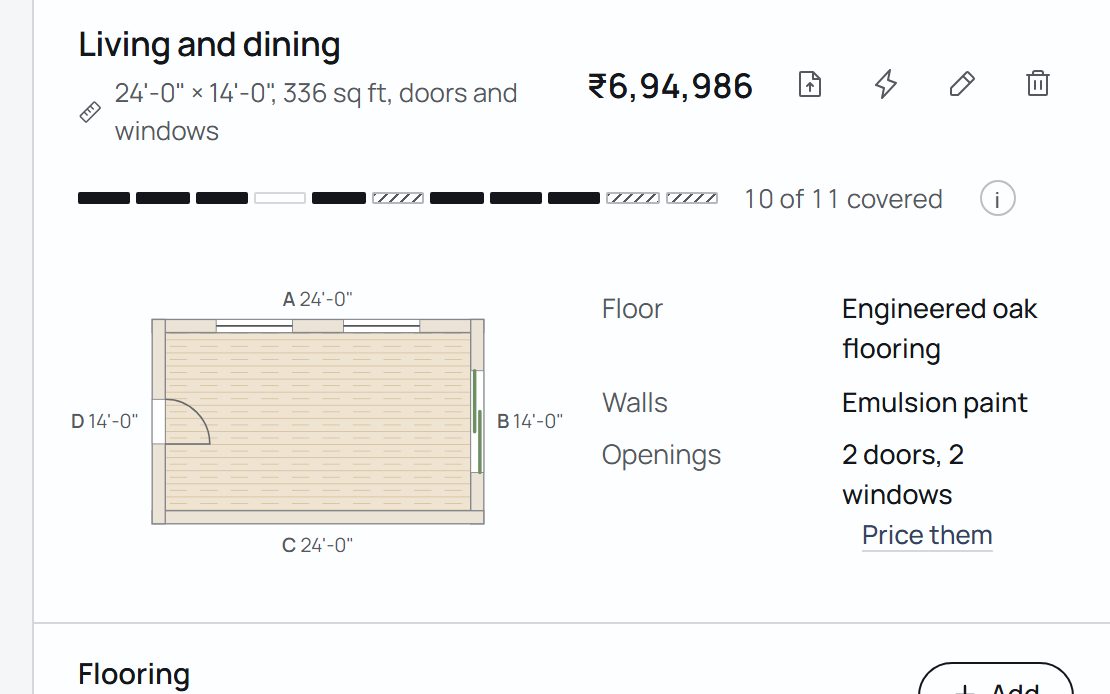 Living and dining
24'-0" × 14'-0", 336 sq ft, doors and
windows
₹6,94,986
10 of 11 covered
i
A 24'-0"
D 14'-0"
B 14'-0"
C 24'-0"
Floor
Engineered oak
flooring
Walls
Emulsion paint
Openings
2 doors, 2
windows
Price them
Flooring
+ Add